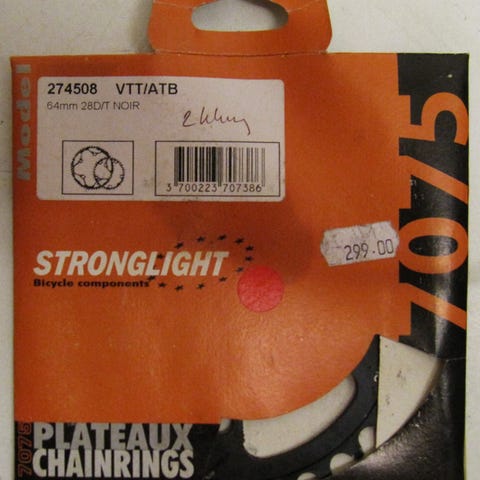 Model
274508 VTT/ATB
64mm 28D/T NOIR
3 700223 707386
7075
299.00
STRONGLIGHT
Bicycle components
7075
PLATEAUX
CHAINRINGS